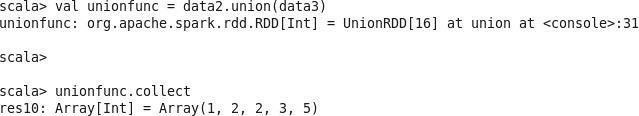 scala> val unionfunc = data2.union(data3)
unionfunc: org.apache.spark.rdd.RDD[Int] = UnionRDD[16] at union at <console>:31
scala>
scala> unionfunc.collect
res10: Array[Int] = Array(1, 2, 2, 3, 5)